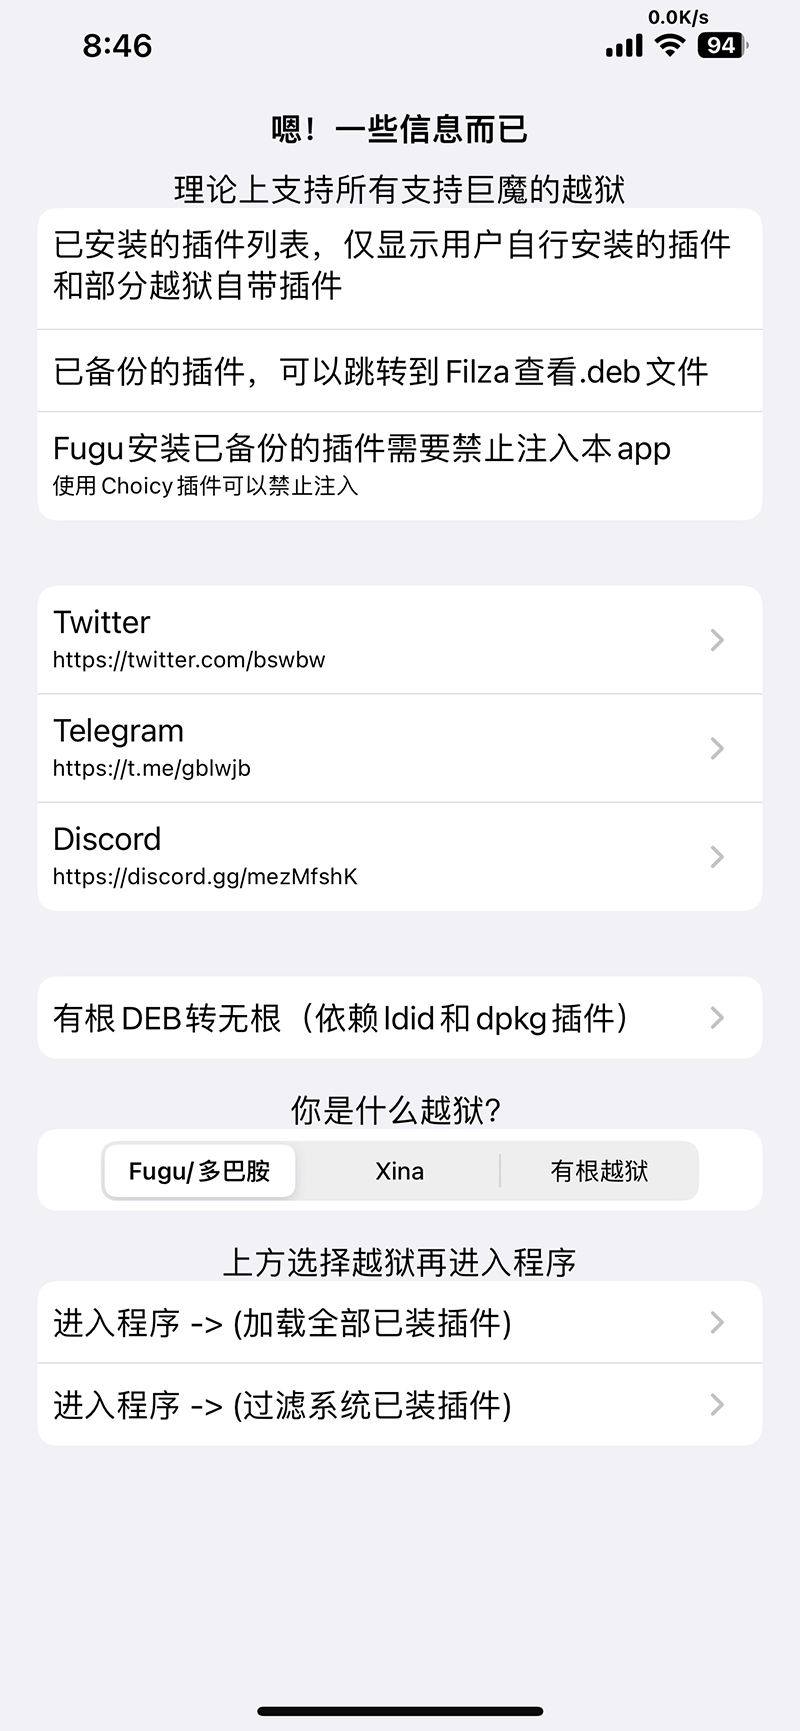 0.0K/s
8:46
94
嗯！一些信息而已
理论上支持所有支持巨魔的越狱
已安装的插件列表，仅显示用户自行安装的插件
和部分越狱自带插件
已备份的插件，可以跳转到Filza查看.deb文件
Fugu安装已备份的插件需要禁止注入本app
使用Choicy插件可以禁止注入
Twitter
https://twitter.com/bswbw
Telegram
https://t.me/gblwjb
Discord
https://discord.gg/mezMfshK
有根DEB转无根（依赖ldid和dpkg插件）
你是什么越狱?
Fugu/多巴胺
Xina
有根越狱
上方选择越狱再进入程序
进入程序 -> (加载全部已装插件)
进入程序 -> (过滤系统已装插件)